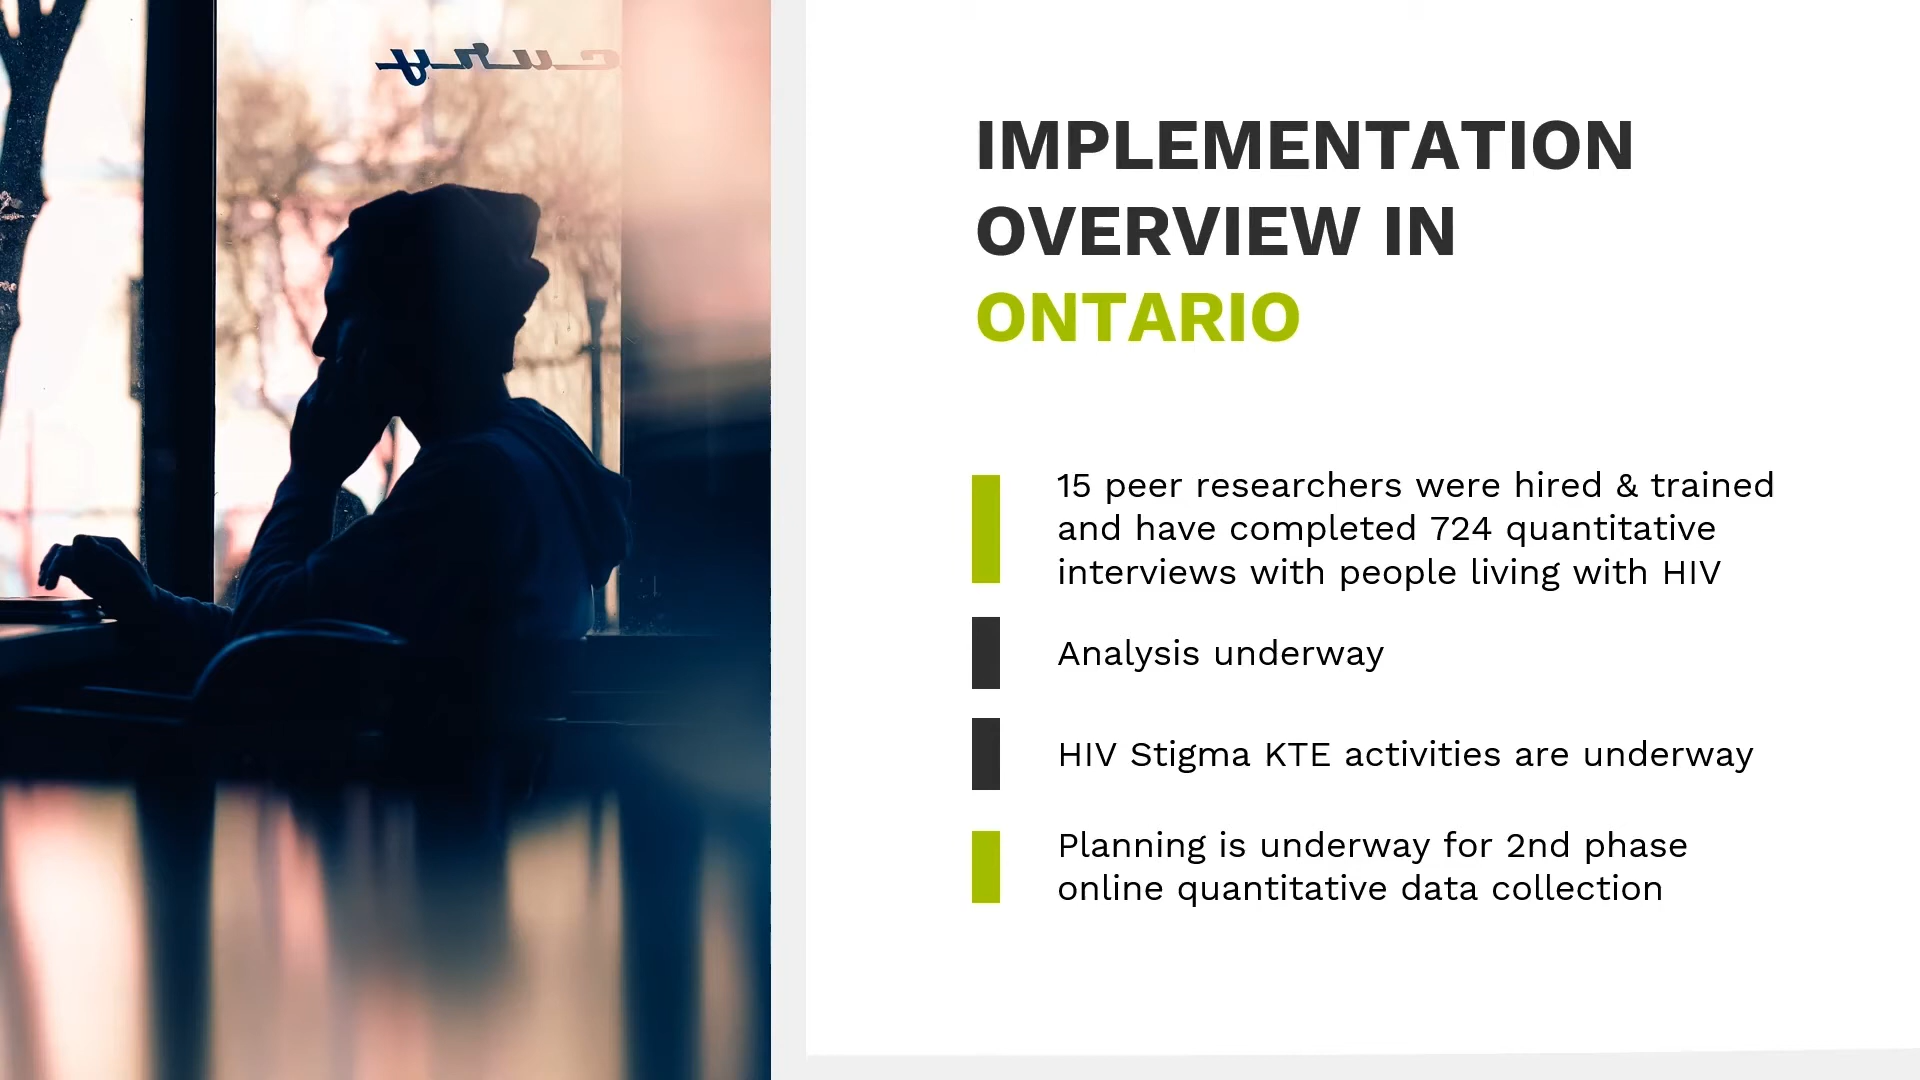 IMPLEMENTATION
OVERVIEW IN
ONTARIO
15 peer researchers were hired & trained
and have completed 724 quantitative
interviews with people living with HIV
Analysis underway
HIV Stigma KTE activities are underway
Planning is underway for 2nd phase
online quantitative data collection